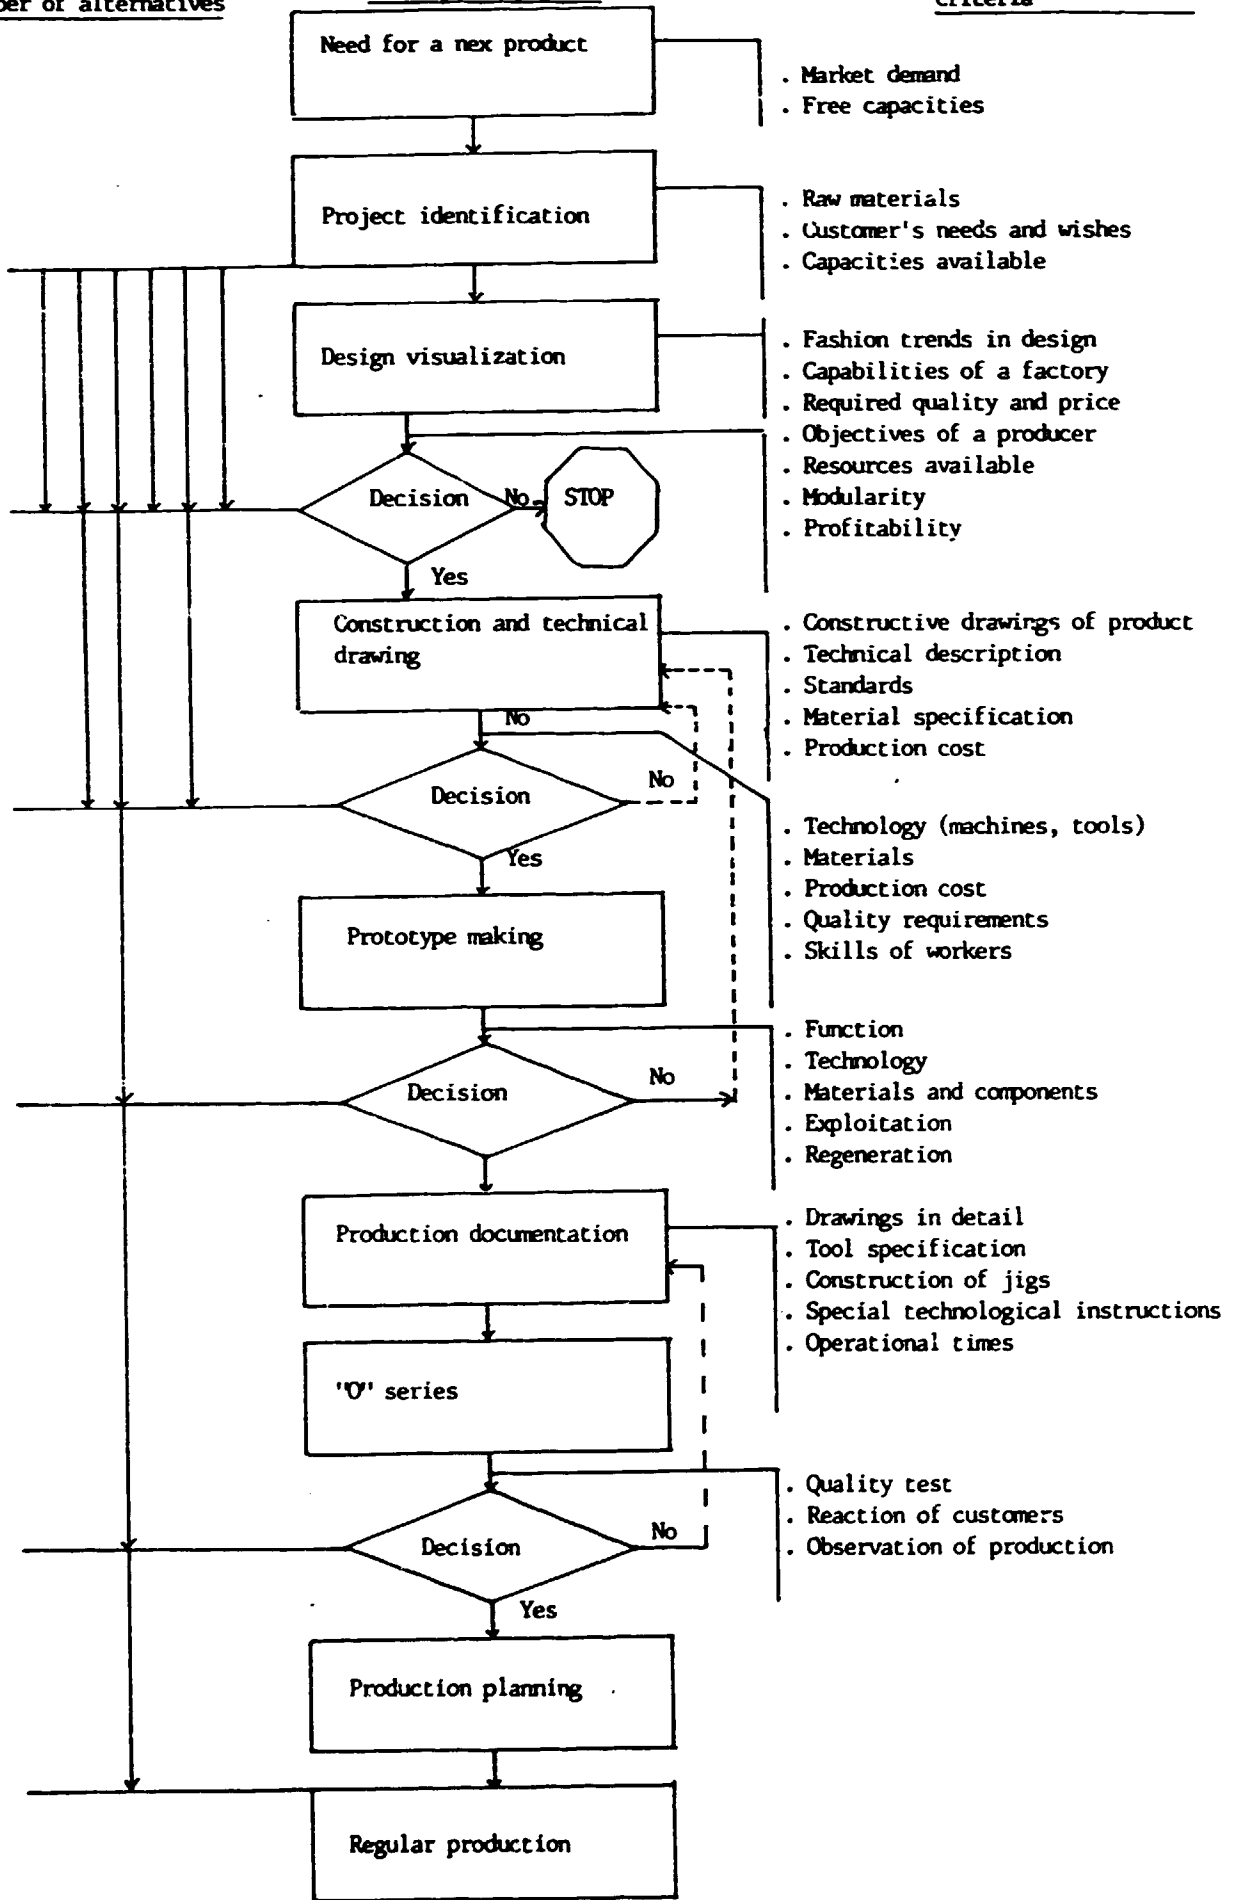 of alternatives
Criteria
Need for a nex product
. Market demand
. Free capacities
Project identification
. Raw materials
. Customer's needs and wishes
. Capacities available
Design visualization
. Fashion trends in design
. Capabilities of a factory
. Required quality and price
. Objectives of a producer
. Resources available
. Modularity
. Profitability
Decision
No
STOP
Yes
Construction and technical
drawing
. Constructive drawings of product
. Technical description
. Standards
. Material specification
. Production cost
No
Decision
No
Yes
. Technology (machines, tools)
. Materials
. Production cost
. Quality requirements
. Skills of workers
Prototype making
. Function
. Technology
. Materials and components
. Exploitation
. Regeneration
Decision
No
Production documentation
. Drawings in detail
. Tool specification
. Construction of jigs
. Special technological instructions
. Operational times
"O" series
. Quality test
. Reaction of customers
. Observation of production
Decision
No
Yes
Production planning
Regular production